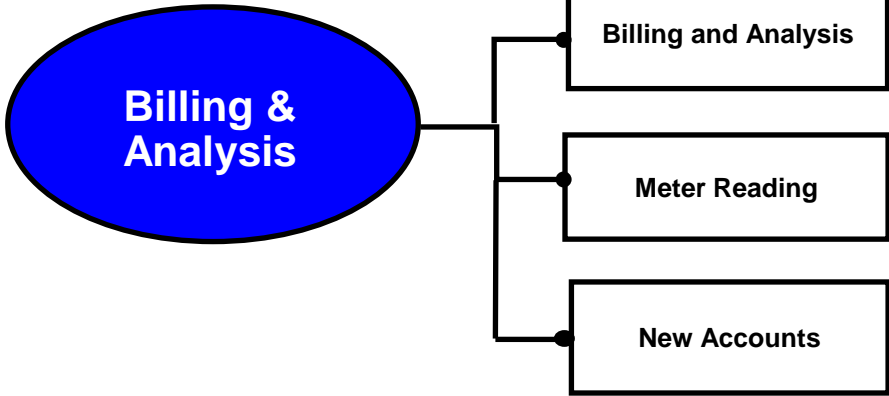 Billing &
Analysis
Billing and Analysis
Meter Reading
New Accounts